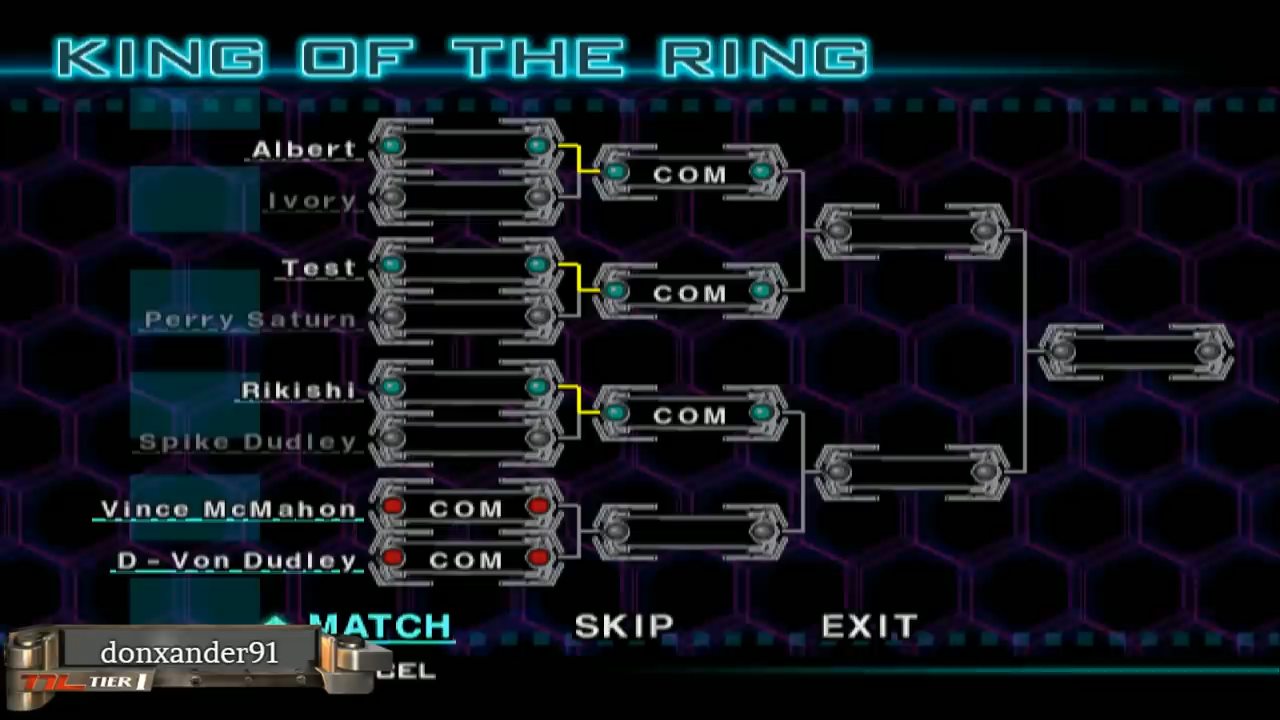 KING OF THE RING
Albert
COM
Ivory
Test
COM
Perry Saturn
Rikishi
COM
Spike Dudley
Vince McMahon COM
D-Von Dudley COM
MATCH SKIP EXIT
donxander91
TIER 1